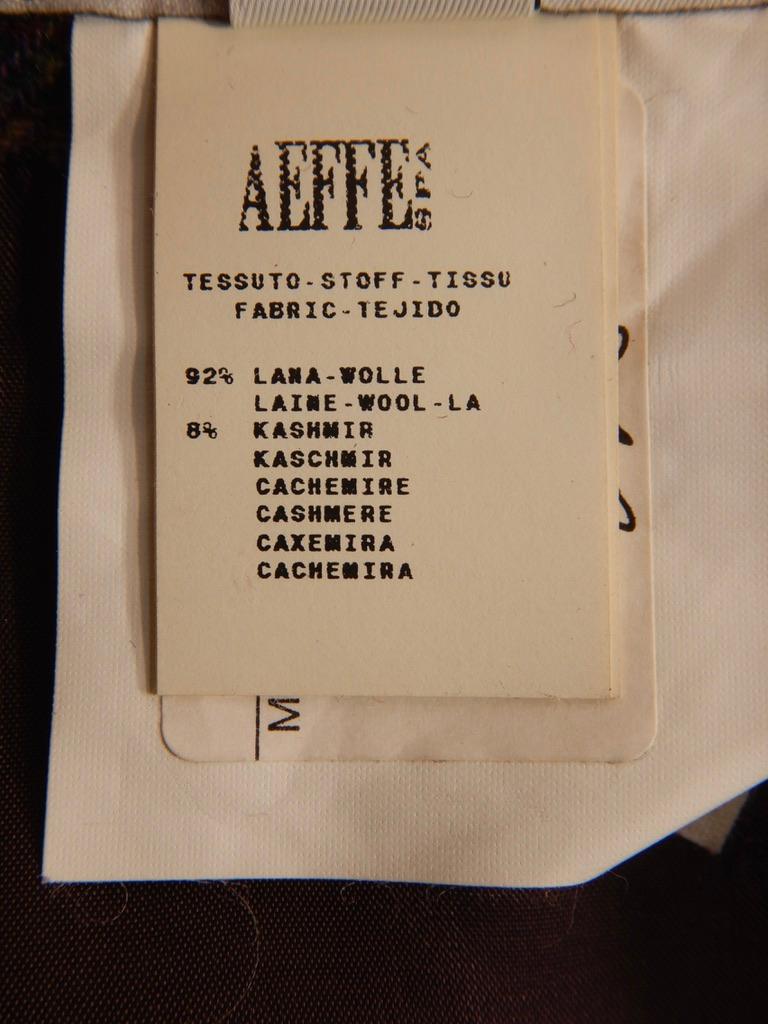 AEFFE SPA
TESSUTO-STOFF-TISSU
FABRIC-TEJIDO
92% LANA-WOLLE
LAINE-WOOL-LA
8% KASHMIR
KASCHMIR
CACHEMIRE
CASHMERE
CAXEMIRA
CACHEMIRA
M